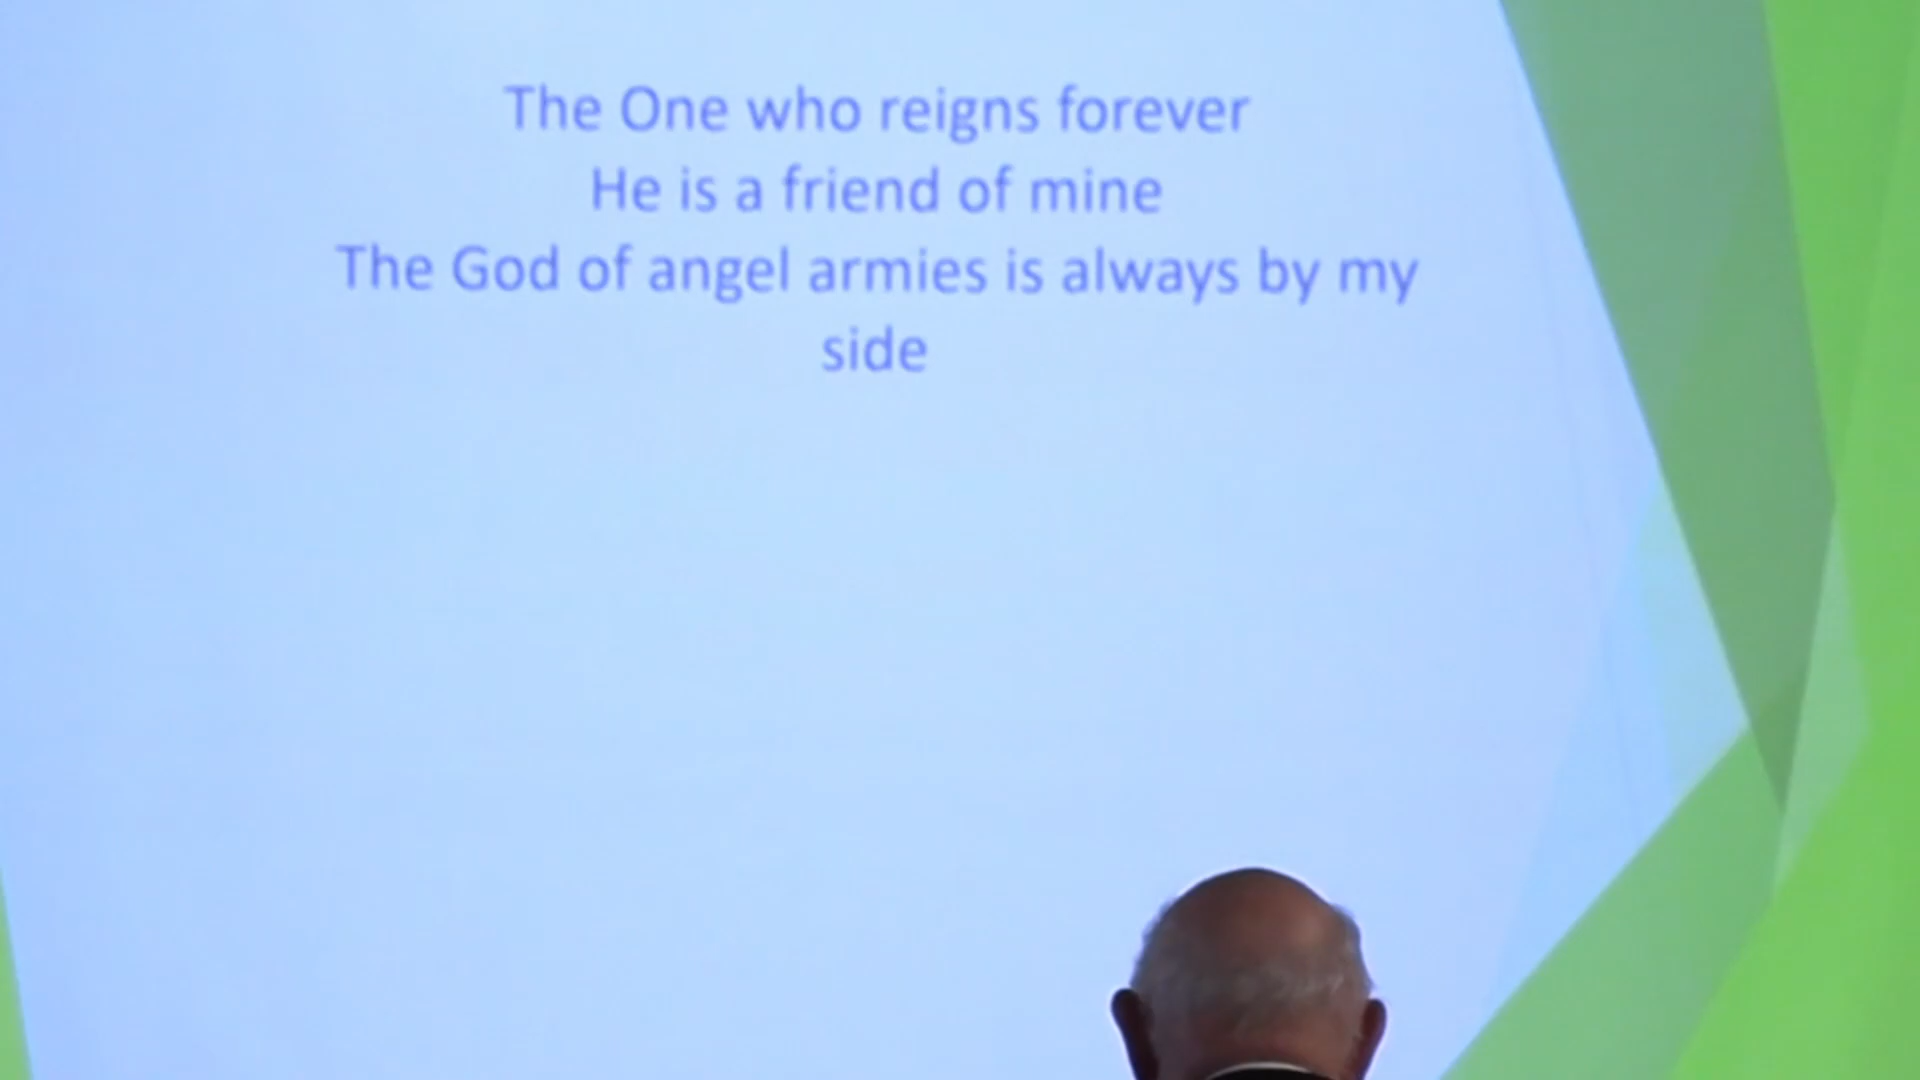 The One who reigns forever
He is a friend of mine
The God of angel armies is always by my
side